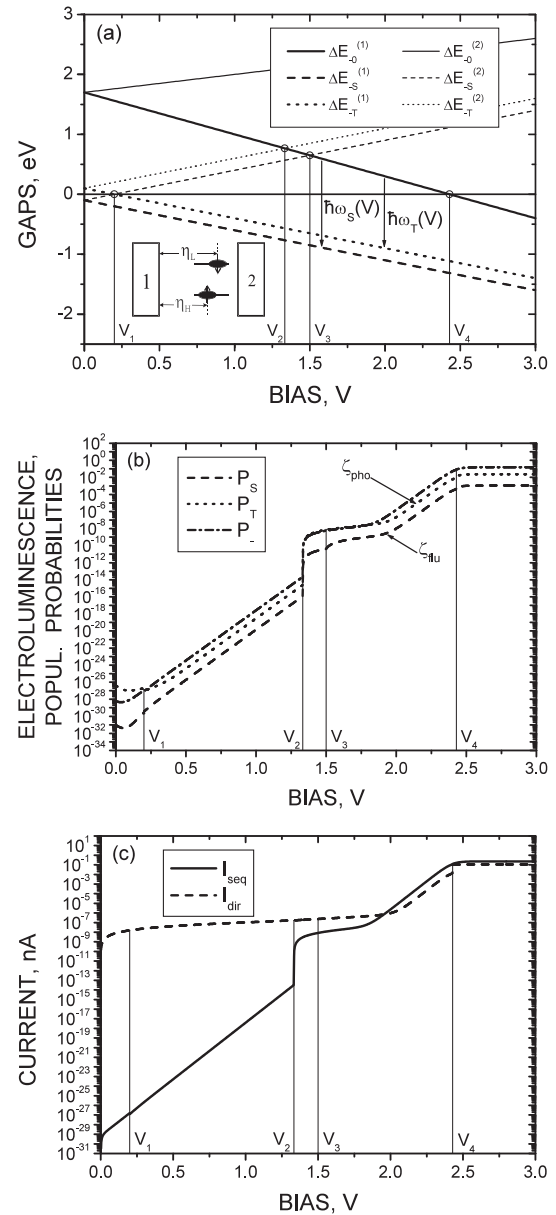 (a)
ΔE₋₀⁽¹⁾ ΔE₋₀⁽²⁾
ΔE₋S⁽¹⁾ ΔE₋S⁽²⁾
ΔE₋T⁽¹⁾ ΔE₋T⁽²⁾
GAPS, eV
3
2
1
0
-1
-2
ħωS(V) ħωT(V)
ηL
1 2
ηH
V₁ V₂ V₃ V₄
0.0 0.5 1.0 1.5 2.0 2.5 3.0
BIAS, V
(b)
PS
PT
P₋
ζpho
ζflu
ELECTROLUMINESCENCE,
POPUL. PROBABILITIES
10²
10⁰
10⁻²
10⁻⁴
10⁻⁶
10⁻⁸
10⁻¹⁰
10⁻¹²
10⁻¹⁴
10⁻¹⁶
10⁻¹⁸
10⁻²⁰
10⁻²²
10⁻²⁴
10⁻²⁶
10⁻²⁸
10⁻³⁰
10⁻³²
10⁻³⁴
V₁ V₂ V₃ V₄
0.0 0.5 1.0 1.5 2.0 2.5 3.0
BIAS, V
(c)
Iseq
Idir
CURRENT, nA
10¹
10⁻¹
10⁻³
10⁻⁵
10⁻⁷
10⁻⁹
10⁻¹¹
10⁻¹³
10⁻¹⁵
10⁻¹⁷
10⁻¹⁹
10⁻²¹
10⁻²³
10⁻²⁵
10⁻²⁷
10⁻²⁹
10⁻³¹
V₁ V₂ V₃ V₄
0.0 0.5 1.0 1.5 2.0 2.5 3.0
BIAS, V